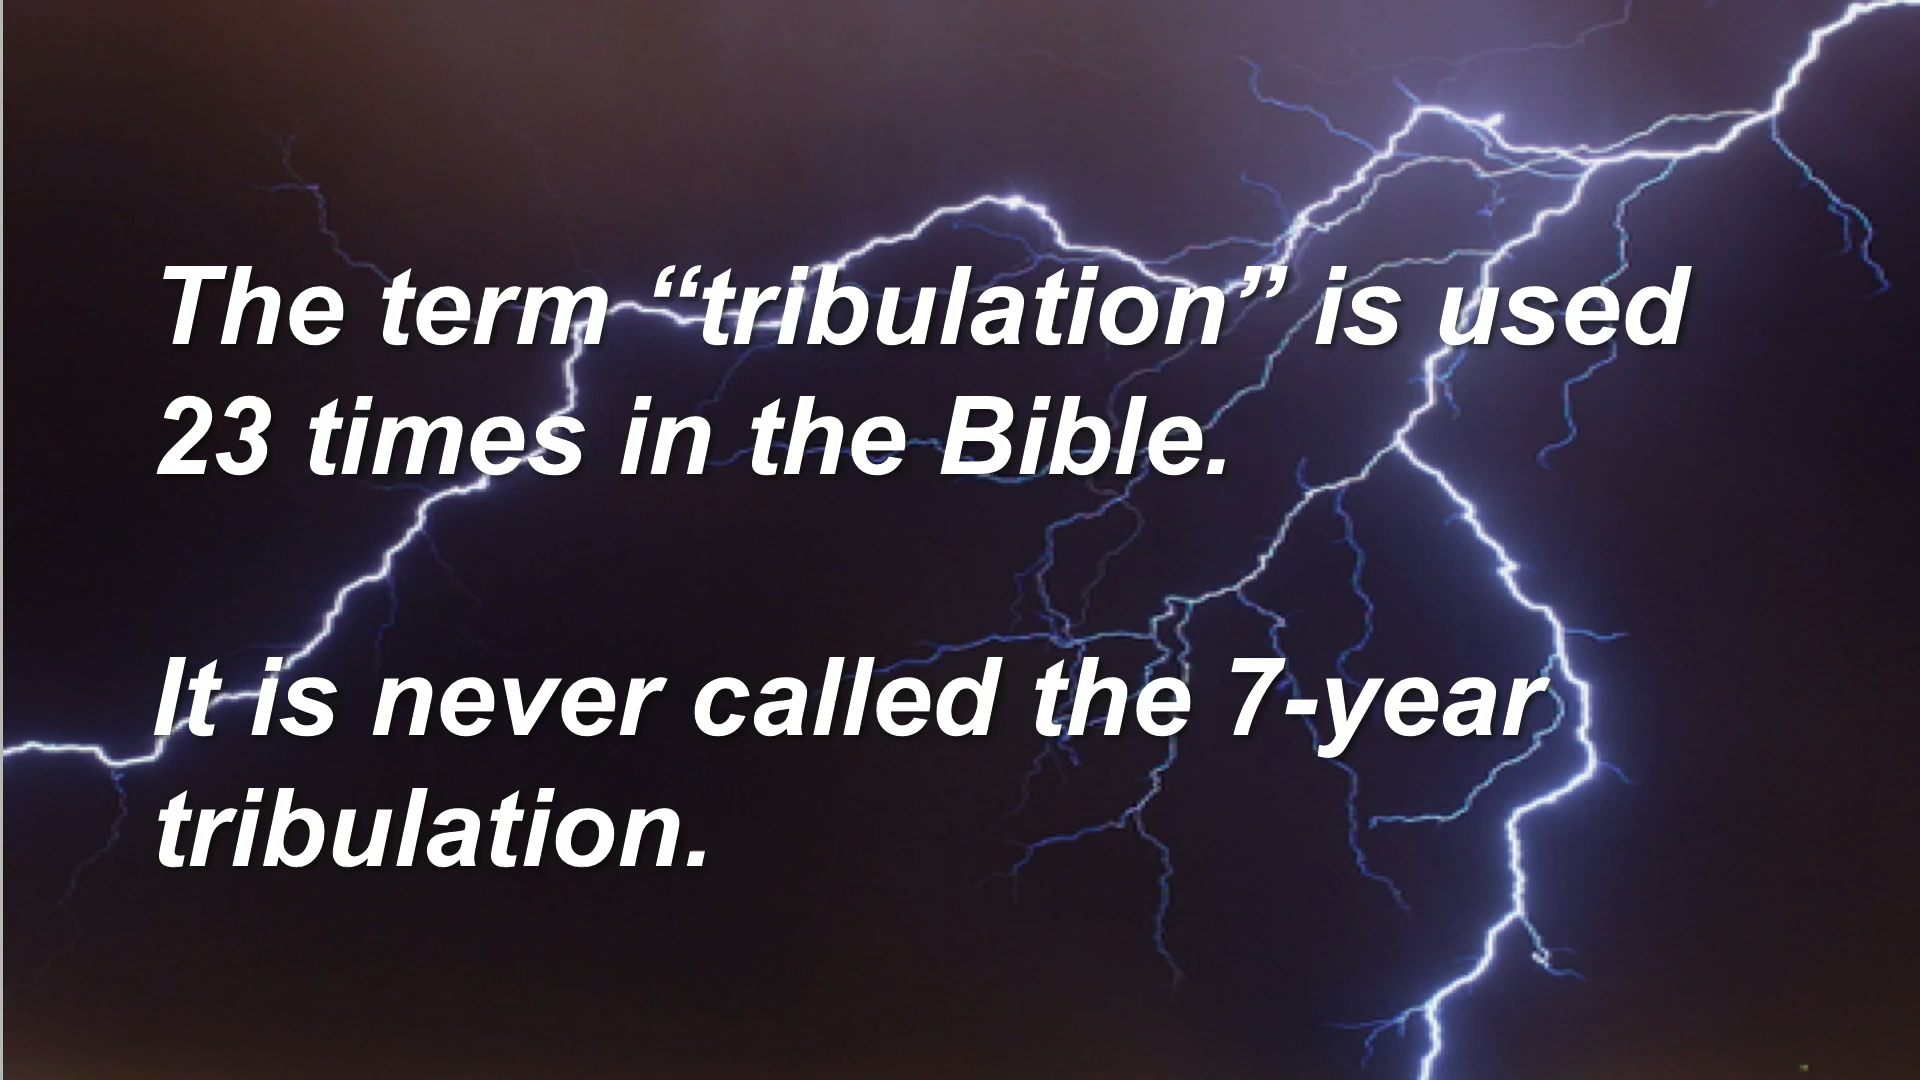 The term “tribulation” is used
23 times in the Bible.
It is never called the 7-year
tribulation.